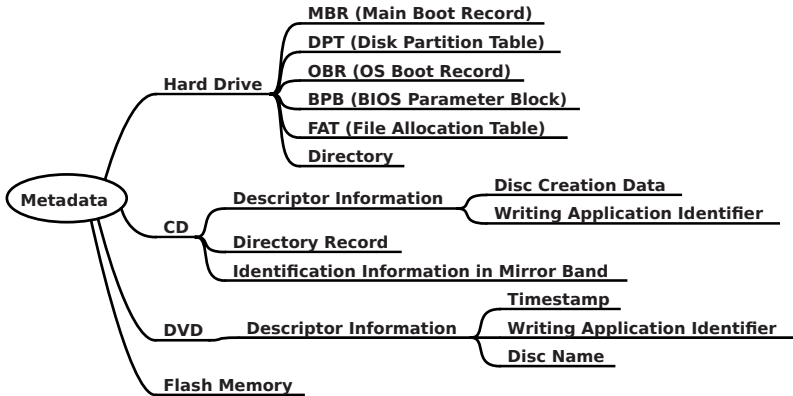 Metadata
Hard Drive
MBR (Main Boot Record)
DPT (Disk Partition Table)
OBR (OS Boot Record)
BPB (BIOS Parameter Block)
FAT (File Allocation Table)
Directory
CD
Descriptor Information
Disc Creation Data
Writing Application Identifier
Directory Record
Identification Information in Mirror Band
DVD
Descriptor Information
Timestamp
Writing Application Identifier
Disc Name
Flash Memory